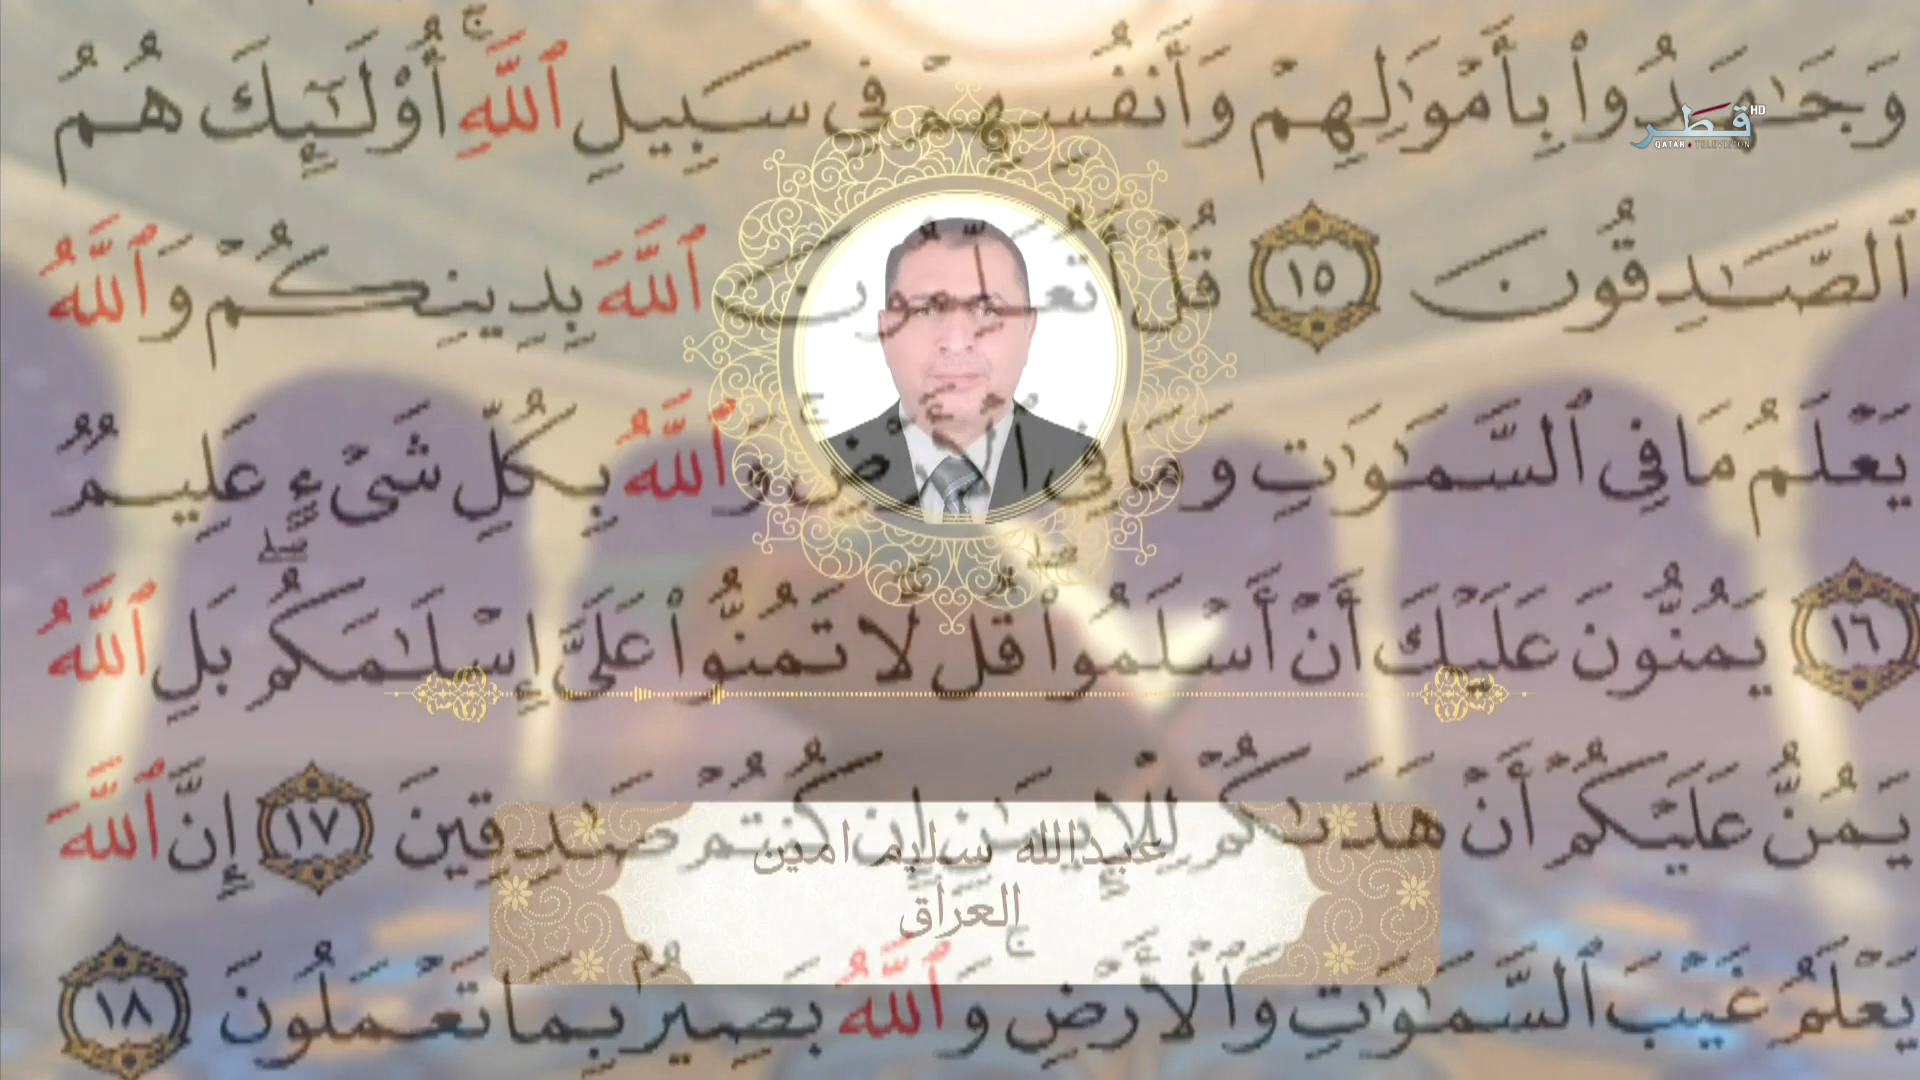 وَجَـٰهَدُوا۟ بِأَمْوَٰلِهِمْ وَأَنفُسِهِمْ فِى سَبِيلِ ٱللَّهِ ۚ أُو۟لَـٰٓئِكَ هُمُ
قطر HD
QATAR TELEVISION
ٱلصَّـٰدِقُونَ ١٥ قُلْ أَتُعَلِّمُونَ ٱللَّهَ بِدِينِكُمْ وَٱللَّهُ
يَعْلَمُ مَا فِى ٱلسَّمَـٰوَٰتِ وَمَا فِى ٱلْأَرْضِ ۚ وَٱللَّهُ بِكُلِّ شَىْءٍ عَلِيمٌ
١٦ يَمُنُّونَ عَلَيْكَ أَنْ أَسْلَمُوا۟ ۖ قُل لَّا تَمُنُّوا۟ عَلَىَّ إِسْلَـٰمَكُم ۖ بَلِ ٱللَّهُ
يَمُنُّ عَلَيْكُمْ أَنْ هَدَىٰكُمْ لِلْإِيمَـٰنِ إِن كُنتُمْ صَـٰدِقِينَ ١٧ إِنَّ ٱللَّهَ
عبدالله سليم امين
العراق
يَعْلَمُ غَيْبَ ٱلسَّمَـٰوَٰتِ وَٱلْأَرْضِ ۚ وَٱللَّهُ بَصِيرٌۢ بِمَا تَعْمَلُونَ ١٨